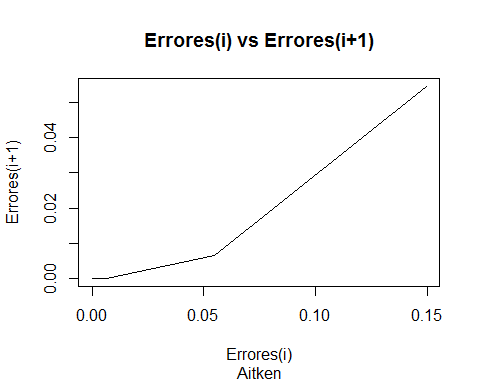 Errores(i) vs Errores(i+1)
Errores(i+1)
0.04
0.02
0.00
0.00 0.05 0.10 0.15
Errores(i)
Aitken